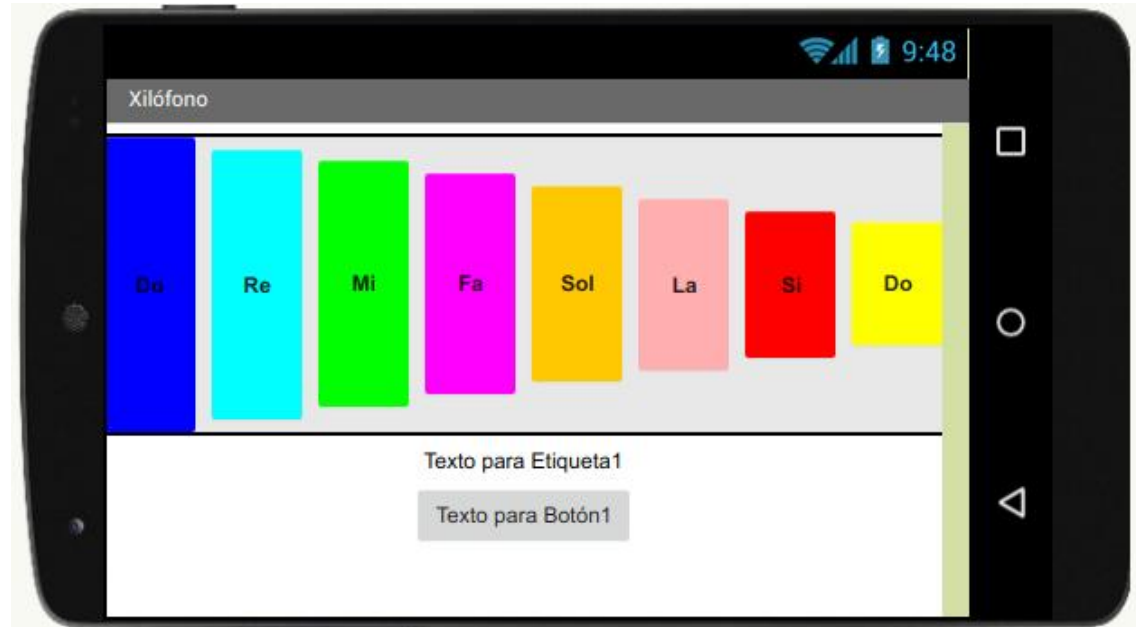 9:48
Xilófono
Do Re Mi Fa Sol La Si Do
Texto para Etiqueta1
Texto para Botón1